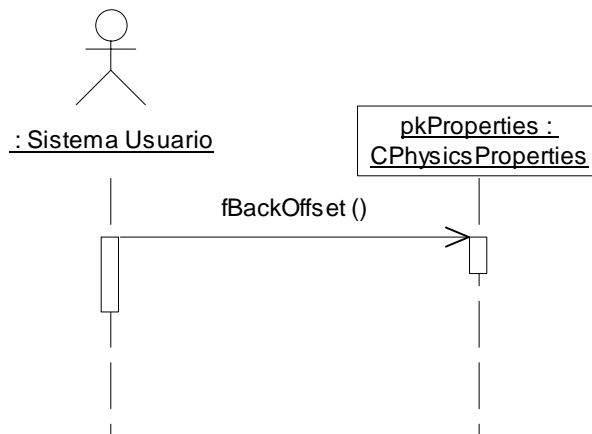 : Sistema Usuario
pkProperties :
CPhysicsProperties
fBackOffset ()